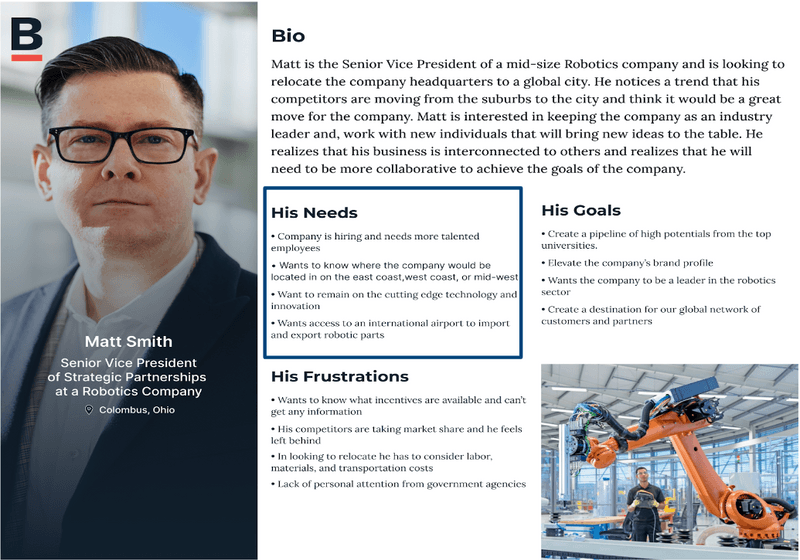 B
Matt Smith
Senior Vice President
of Strategic Partnerships
at a Robotics Company
Colombus, Ohio
Bio
Matt is the Senior Vice President of a mid-size Robotics company and is looking to
relocate the company headquarters to a global city. He notices a trend that his
competitors are moving from the suburbs to the city and think it would be a great
move for the company. Matt is interested in keeping the company as an industry
leader and, work with new individuals that will bring new ideas to the table. He
realizes that his business is interconnected to others and realizes that he will
need to be more collaborative to achieve the goals of the company.
His Needs
• Company is hiring and needs more talented
employees
• Wants to know where the company would be
located in on the east coast,west coast, or mid-west
• Want to remain on the cutting edge technology and
innovation
• Wants access to an international airport to import
and export robotic parts
His Goals
• Create a pipeline of high potentials from the top
universities.
• Elevate the company's brand profile
• Wants the company to be a leader in the robotics
sector
• Create a destination for our global network of
customers and partners
His Frustrations
• Wants to know what incentives are available and can't
get any information
• His competitors are taking market share and he feels
left behind
• In looking to relocate he has to consider labor,
materials, and transportation costs
• Lack of personal attention from government agencies